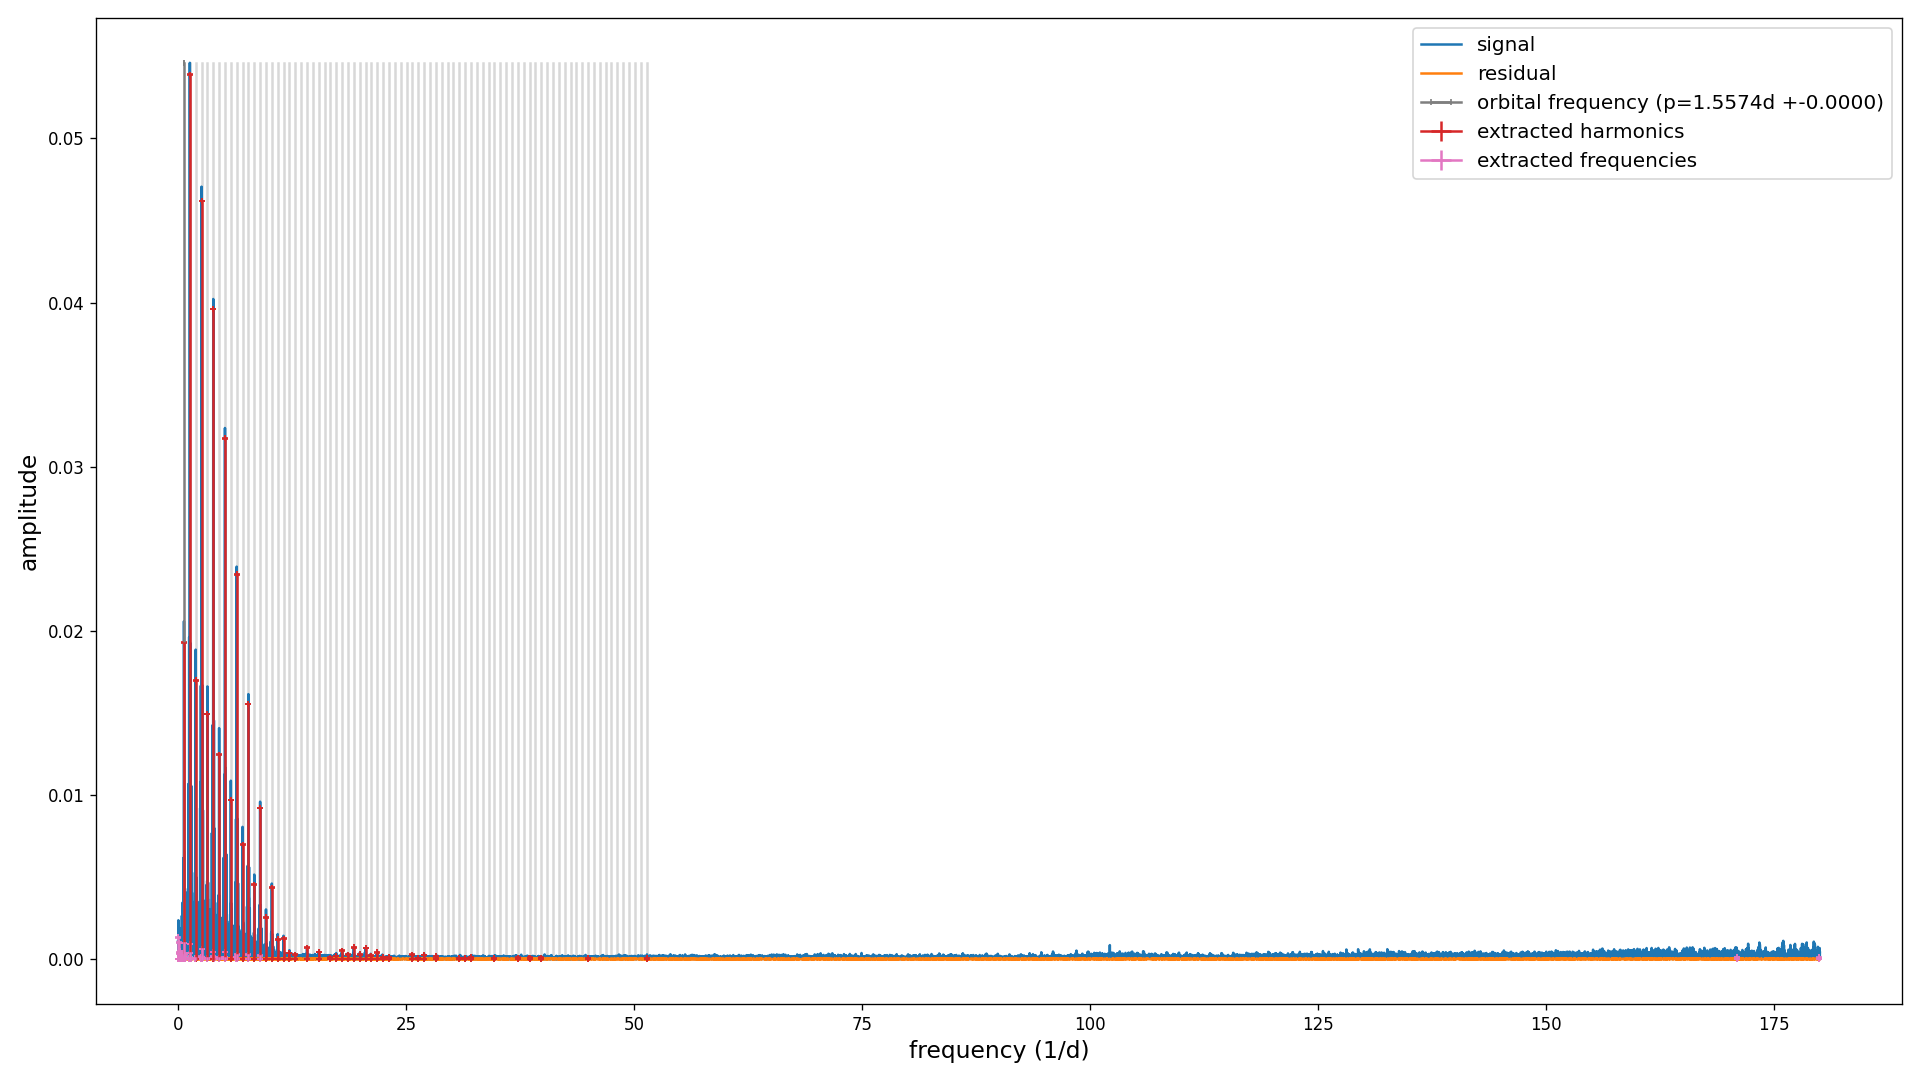 signal
residual
orbital frequency (p=1.5574d +-0.0000)
extracted harmonics
extracted frequencies
amplitude
0.05
0.04
0.03
0.02
0.01
0.00
0 25 50 75 100 125 150 175
frequency (1/d)